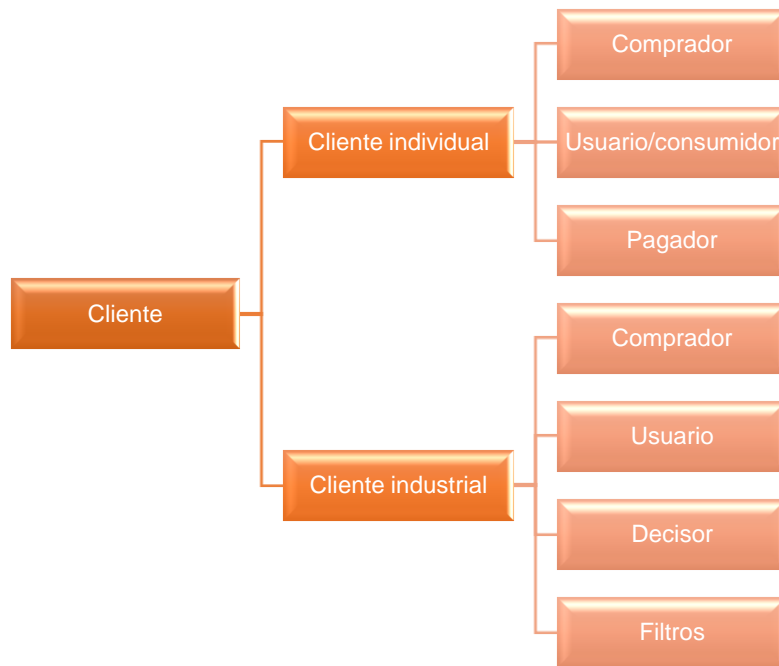 Cliente
Cliente individual
Comprador
Usuario/consumidor
Pagador
Cliente industrial
Comprador
Usuario
Decisor
Filtros